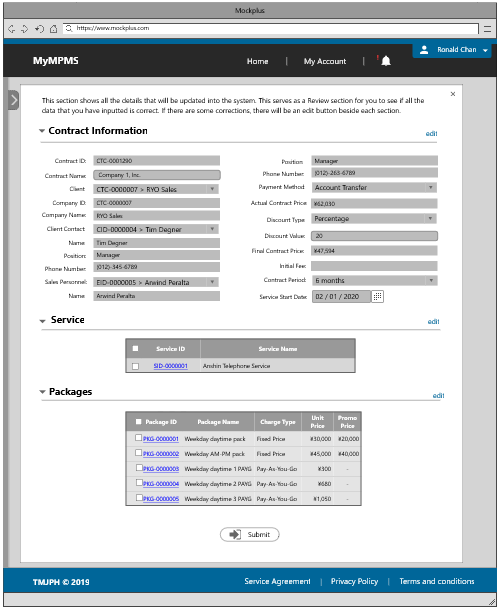 Mockplus
https://www.mockplus.com
Ronald Chan
MyMPMS
Home | My Account |
This section shows all the details that will be updated into the system. This serves as a Review section for you to see if all the
data that you have inputted is correct. If there are some corrections, there will be an edit button beside each section.
Contract Information
edit
Contract ID: CTC-0001290
Contract Name: Company 1, Inc.
Client CTC-0000007 > RYO Sales
Company ID: CTC-0000007
Company Name: RYO Sales
Client Contact: CID-0000004 > Tim Degner
Name: Tim Degner
Position: Manager
Phone Number: (012)-345-6789
Sales Personnel: EID-0000005 > Arwind Peralta
Name Arwind Peralta
Position Manager
Phone Number: (012)-263-6789
Payment Method: Account Transfer
Actual Contract Price ¥62,030
Discount Type: Percentage
Discount Value: 20
Final Contract Price: ¥47,594
Initial Fee:
Contract Period: 6 months
Service Start Date: 02 / 01 / 2020
Service
edit
Service ID Service Name
SID-0000001 Anshin Telephone Service
Packages
edit
Package ID Package Name Charge Type Unit Price Promo Price
PKG-0000001 Weekday daytime pack Fixed Price ¥30,000 ¥20,000
PKG-0000002 Weekday AM-PM pack Fixed Price ¥45,000 ¥40,000
PKG-0000003 Weekday daytime 1 PAYG Pay-As-You-Go ¥300 -
PKG-0000004 Weekday daytime 2 PAYG Pay-As-You-Go ¥680 -
PKG-0000005 Weekday daytime 3 PAYG Pay-As-You-Go ¥1,050 -
Submit
TMJPH © 2019
Service Agreement | Privacy Policy | Terms and conditions